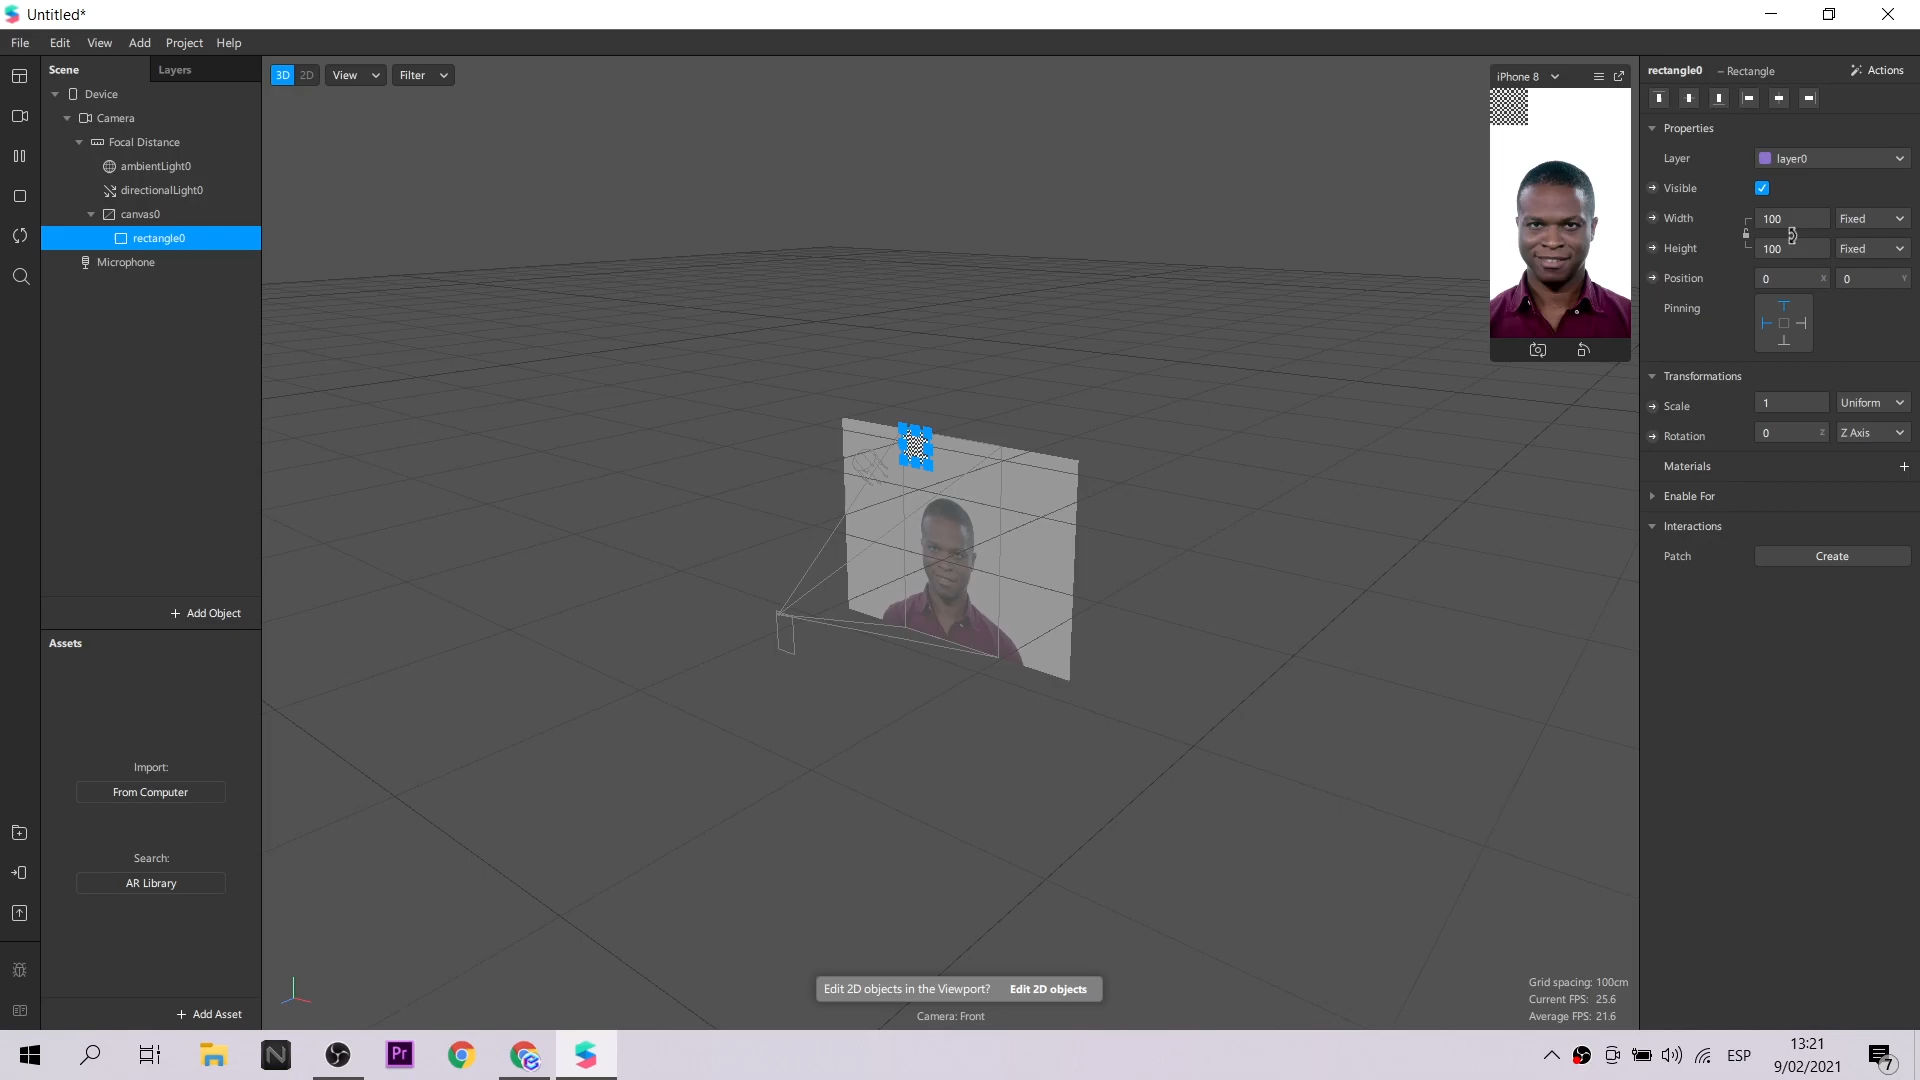 Untitled*
File Edit View Add Project Help
Scene Layers
Device
Camera
Focal Distance
ambientLight0
directionalLight0
canvas0
rectangle0
Microphone
+ Add Object
Assets
Import:
From Computer
Search:
AR Library
+ Add Asset
3D 2D View Filter
iPhone 8
Edit 2D objects in the Viewport? Edit 2D objects
Camera: Front
Grid spacing: 100cm
Current FPS: 25.6
Average FPS: 21.6
rectangle0 – Rectangle Actions
Properties
Layer layer0
Visible
Width 100 Fixed
Height 100 Fixed
Position 0 X 0 Y
Pinning
Transformations
Scale 1 Uniform
Rotation 0 Z Z Axis
Materials +
Enable For
Interactions
Patch Create
N Pr ESP 13:21
9/02/2021 7